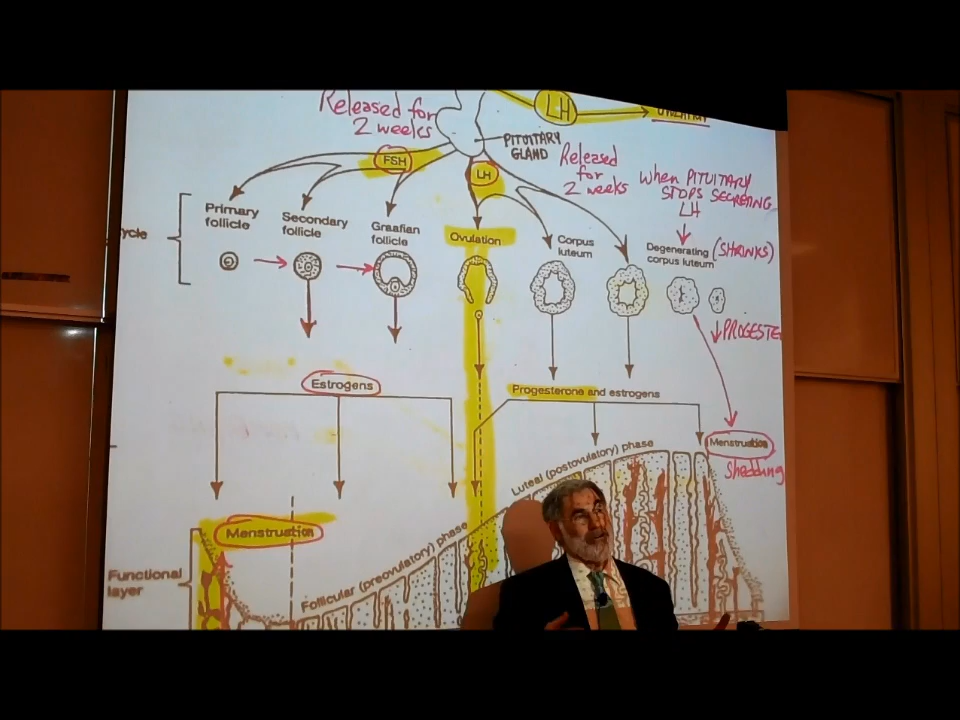 Released for
2 weeks
LH
PITUITARY
GLAND
FSH
LH
Released
for
2 weeks
When PITUITARY
STOPS SECRETING
LH
Primary
follicle
Secondary
follicle
Graafian
follicle
Ovulation
Corpus
luteum
Degenerating
corpus luteum
(SHRINKS)
PROGESTE
Estrogens
Progesterone and estrogens
Menstruation
Shedding
Luteal (postovulatory) phase
Menstruation
Follicular (preovulatory) phase
Functional
layer